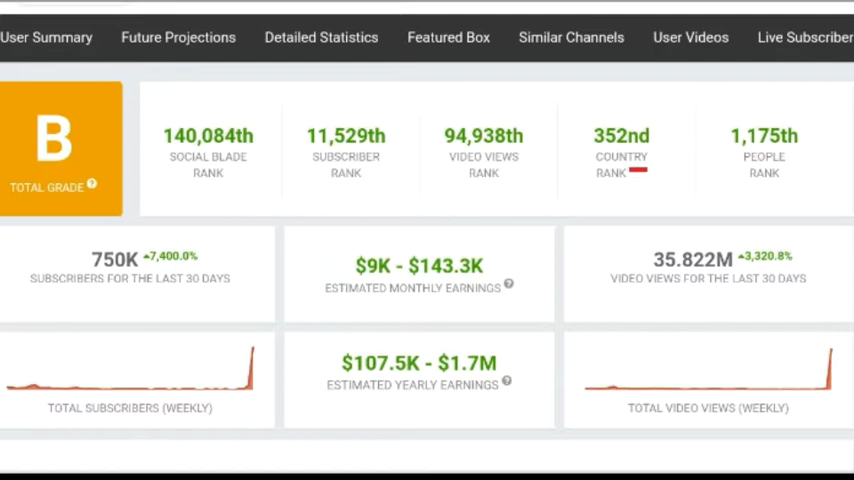 User Summary Future Projections Detailed Statistics Featured Box Similar Channels User Videos Live Subscriber
B
TOTAL GRADE ?
140,084th 11,529th 94,938th 352nd 1,175th
SOCIAL BLADE SUBSCRIBER VIDEO VIEWS COUNTRY PEOPLE
RANK RANK RANK RANK RANK
750K 7,400.0%
SUBSCRIBERS FOR THE LAST 30 DAYS
$9K - $143.3K
ESTIMATED MONTHLY EARNINGS ?
35.822M 3,320.8%
VIDEO VIEWS FOR THE LAST 30 DAYS
TOTAL SUBSCRIBERS (WEEKLY)
$107.5K - $1.7M
ESTIMATED YEARLY EARNINGS ?
TOTAL VIDEO VIEWS (WEEKLY)